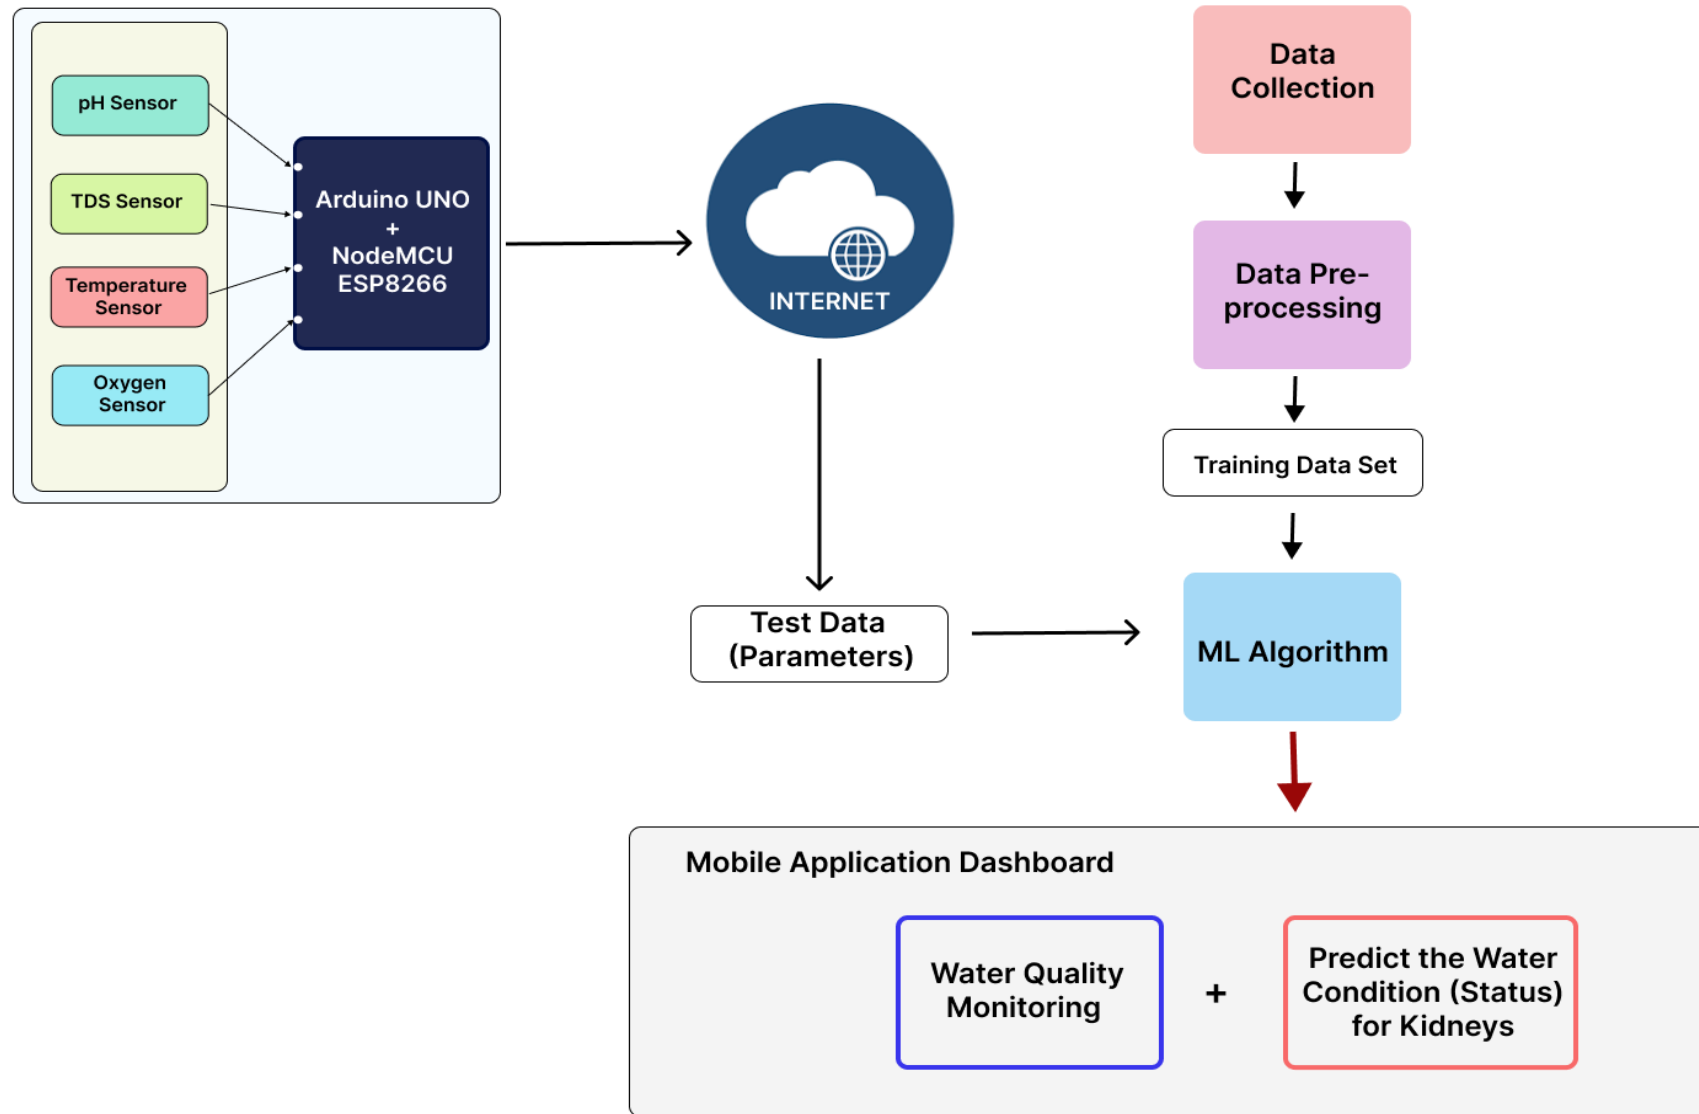 pH Sensor
TDS Sensor
Temperature
Sensor
Oxygen
Sensor
Arduino UNO
+
NodeMCU
ESP8266
INTERNET
Test Data
(Parameters)
Data
Collection
Data Pre-
processing
Training Data Set
ML Algorithm
Mobile Application Dashboard
Water Quality
Monitoring
+
Predict the Water
Condition (Status)
for Kidneys